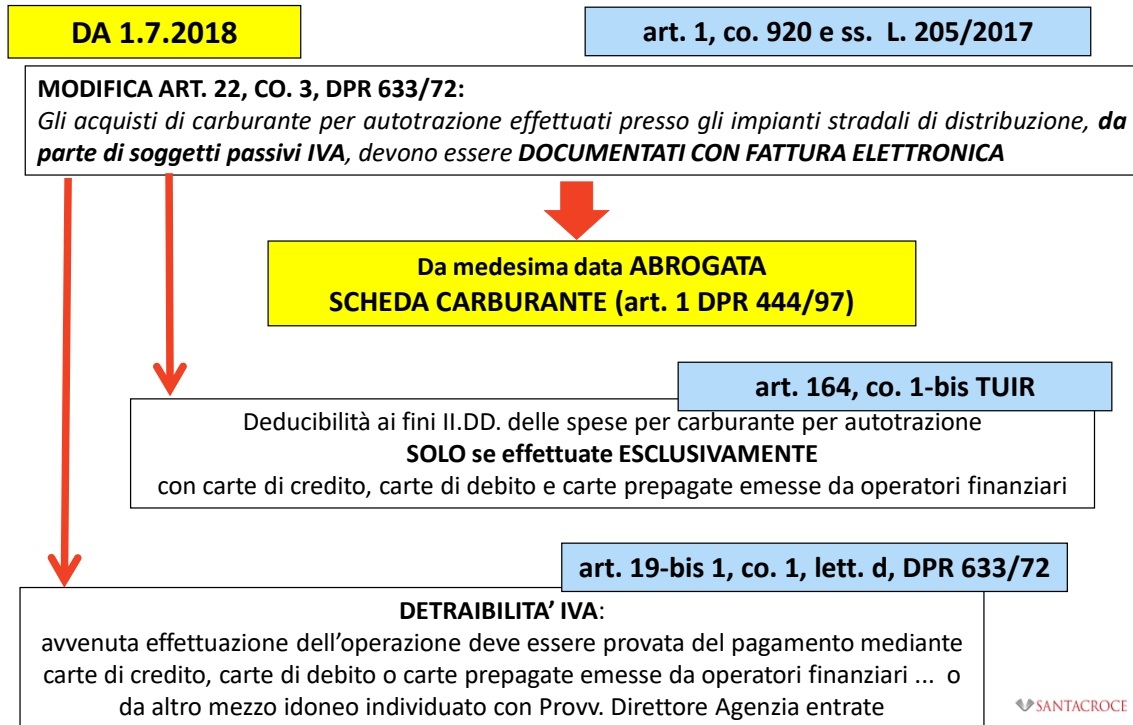 DA 1.7.2018
art. 1, co. 920 e ss. L. 205/2017
MODIFICA ART. 22, CO. 3, DPR 633/72:
Gli acquisti di carburante per autotrazione effettuati presso gli impianti stradali di distribuzione, da
parte di soggetti passivi IVA, devono essere DOCUMENTATI CON FATTURA ELETTRONICA
Da medesima data ABROGATA
SCHEDA CARBURANTE (art. 1 DPR 444/97)
art. 164, co. 1-bis TUIR
Deducibilità ai fini II.DD. delle spese per carburante per autotrazione
SOLO se effettuate ESCLUSIVAMENTE
con carte di credito, carte di debito e carte prepagate emesse da operatori finanziari
art. 19-bis 1, co. 1, lett. d, DPR 633/72
DETRAIBILITA’ IVA:
avvenuta effettuazione dell’operazione deve essere provata del pagamento mediante
carte di credito, carte di debito o carte prepagate emesse da operatori finanziari ... o
da altro mezzo idoneo individuato con Provv. Direttore Agenzia entrate
SANTACROCE